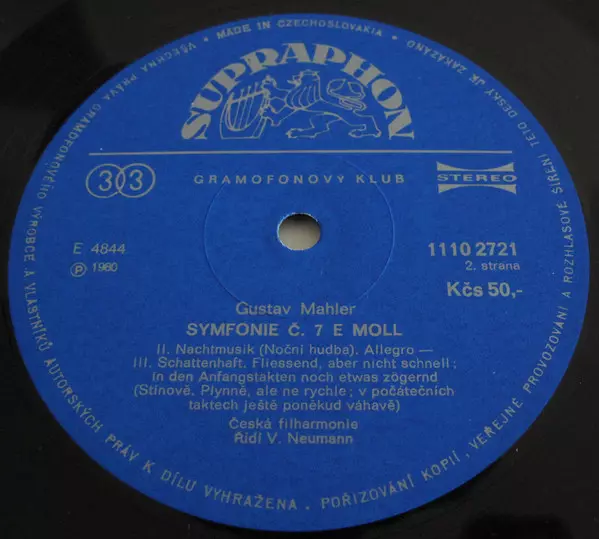 VŠECHNA PRÁVA GRAMOFONOVÉHO VÝROBCE A VLASTNÍKŮ AUTORSKÝCH PRÁV K DÍLU VYHRAŽENA. POŘIZOVÁNÍ KOPIÍ, VEŘEJNÉ PROVOZOVÁNÍ A ROZHLASOVÉ ŠÍŘENÍ TÉTO DESKY JE ZAKÁZÁNO
• MADE IN CZECHOSLOVAKIA •
SUPRAPHON
33
GRAMOFONOVÝ KLUB
STEREO
E 4844
℗ 1980
1110 2721
2. strana
Kčs 50,-
Gustav Mahler
SYMFONIE Č. 7 E MOLL
II. Nachtmusik (Noční hudba). Allegro —
III. Schattenhaft. Fliessend, aber nicht schnell;
in den Anfangstakten noch etwas zögernd
(Stínově. Plynně, ale ne rychle; v počátečních
taktech ještě poněkud váhavě)
Česká filharmonie
Řídí V. Neumann